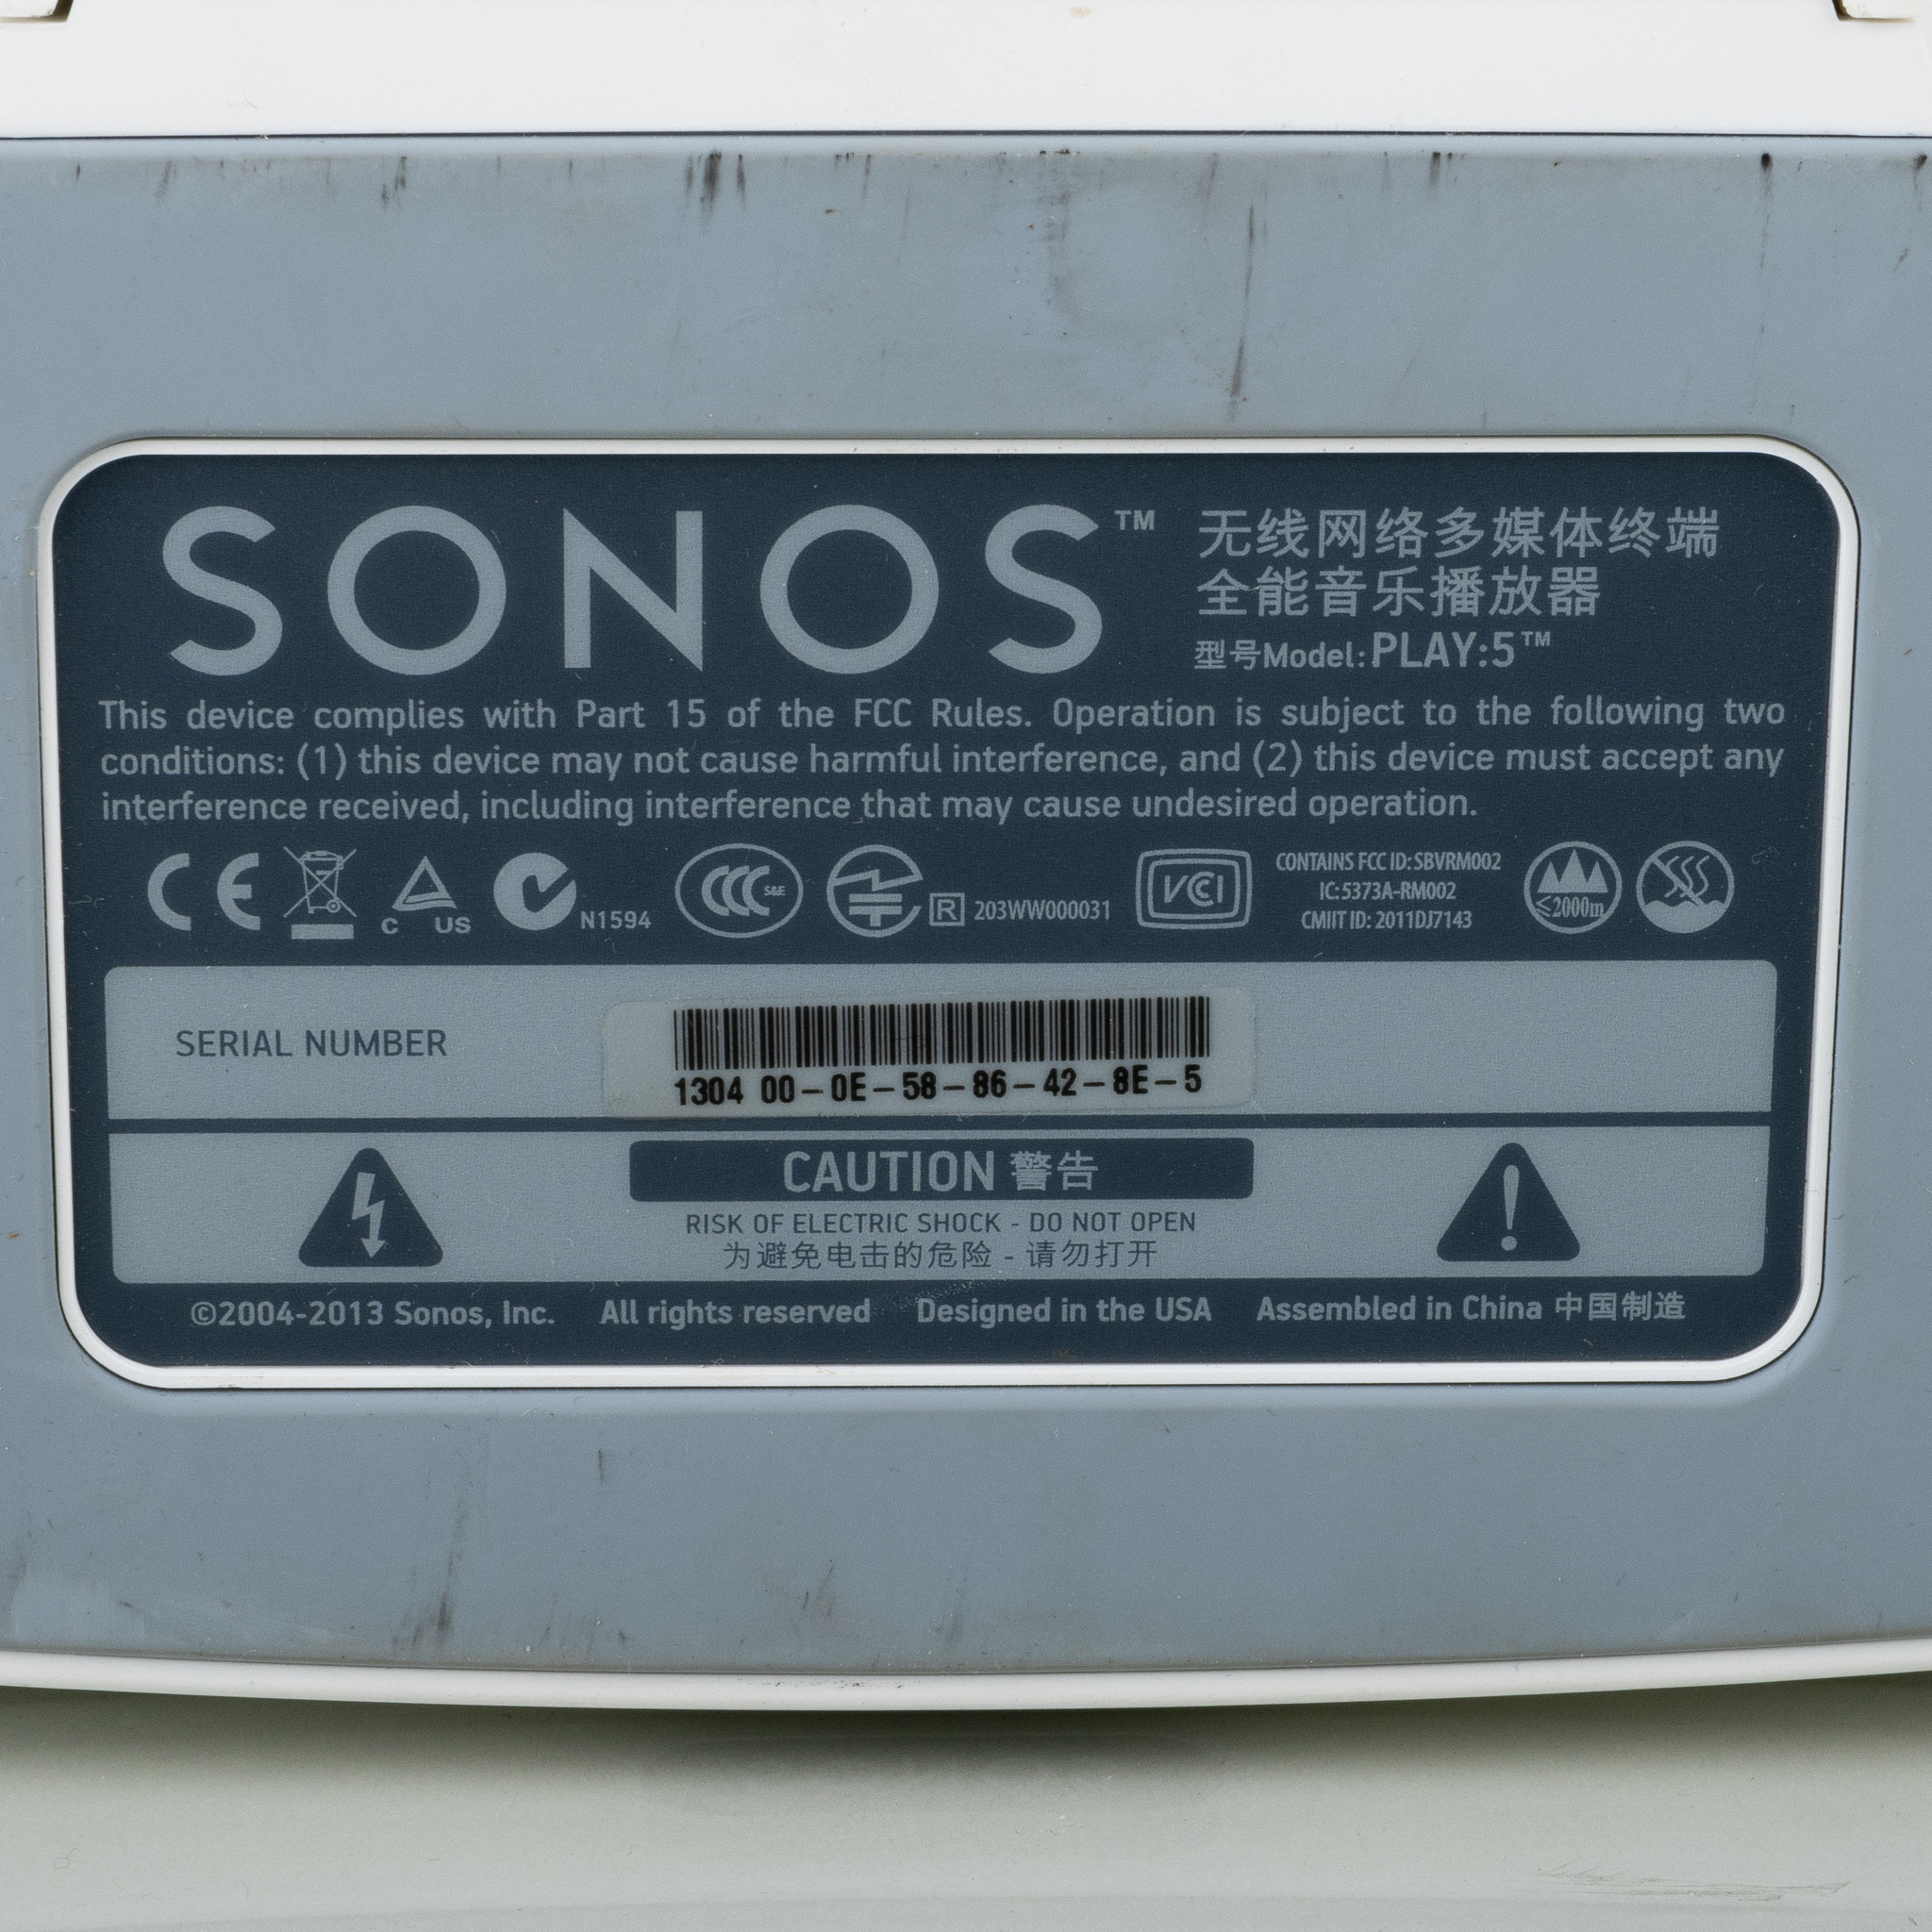 SONOS™
无线网络多媒体终端
全能音乐播放器
型号Model:PLAY:5™
This device complies with Part 15 of the FCC Rules. Operation is subject to the following two
conditions: (1) this device may not cause harmful interference, and (2) this device must accept any
interference received, including interference that may cause undesired operation.
CE
C US
N1594
CCC S&E
R 203WW000031
VCCI
CONTAINS FCC ID: SBVRM002
IC:5373A-RM002
CMIIT ID: 2011DJ7143
≤2000m
SERIAL NUMBER
1304 00-0E-58-86-42-8E-5
CAUTION 警告
RISK OF ELECTRIC SHOCK - DO NOT OPEN
为避免电击的危险 - 请勿打开
©2004-2013 Sonos, Inc. All rights reserved Designed in the USA Assembled in China 中国制造